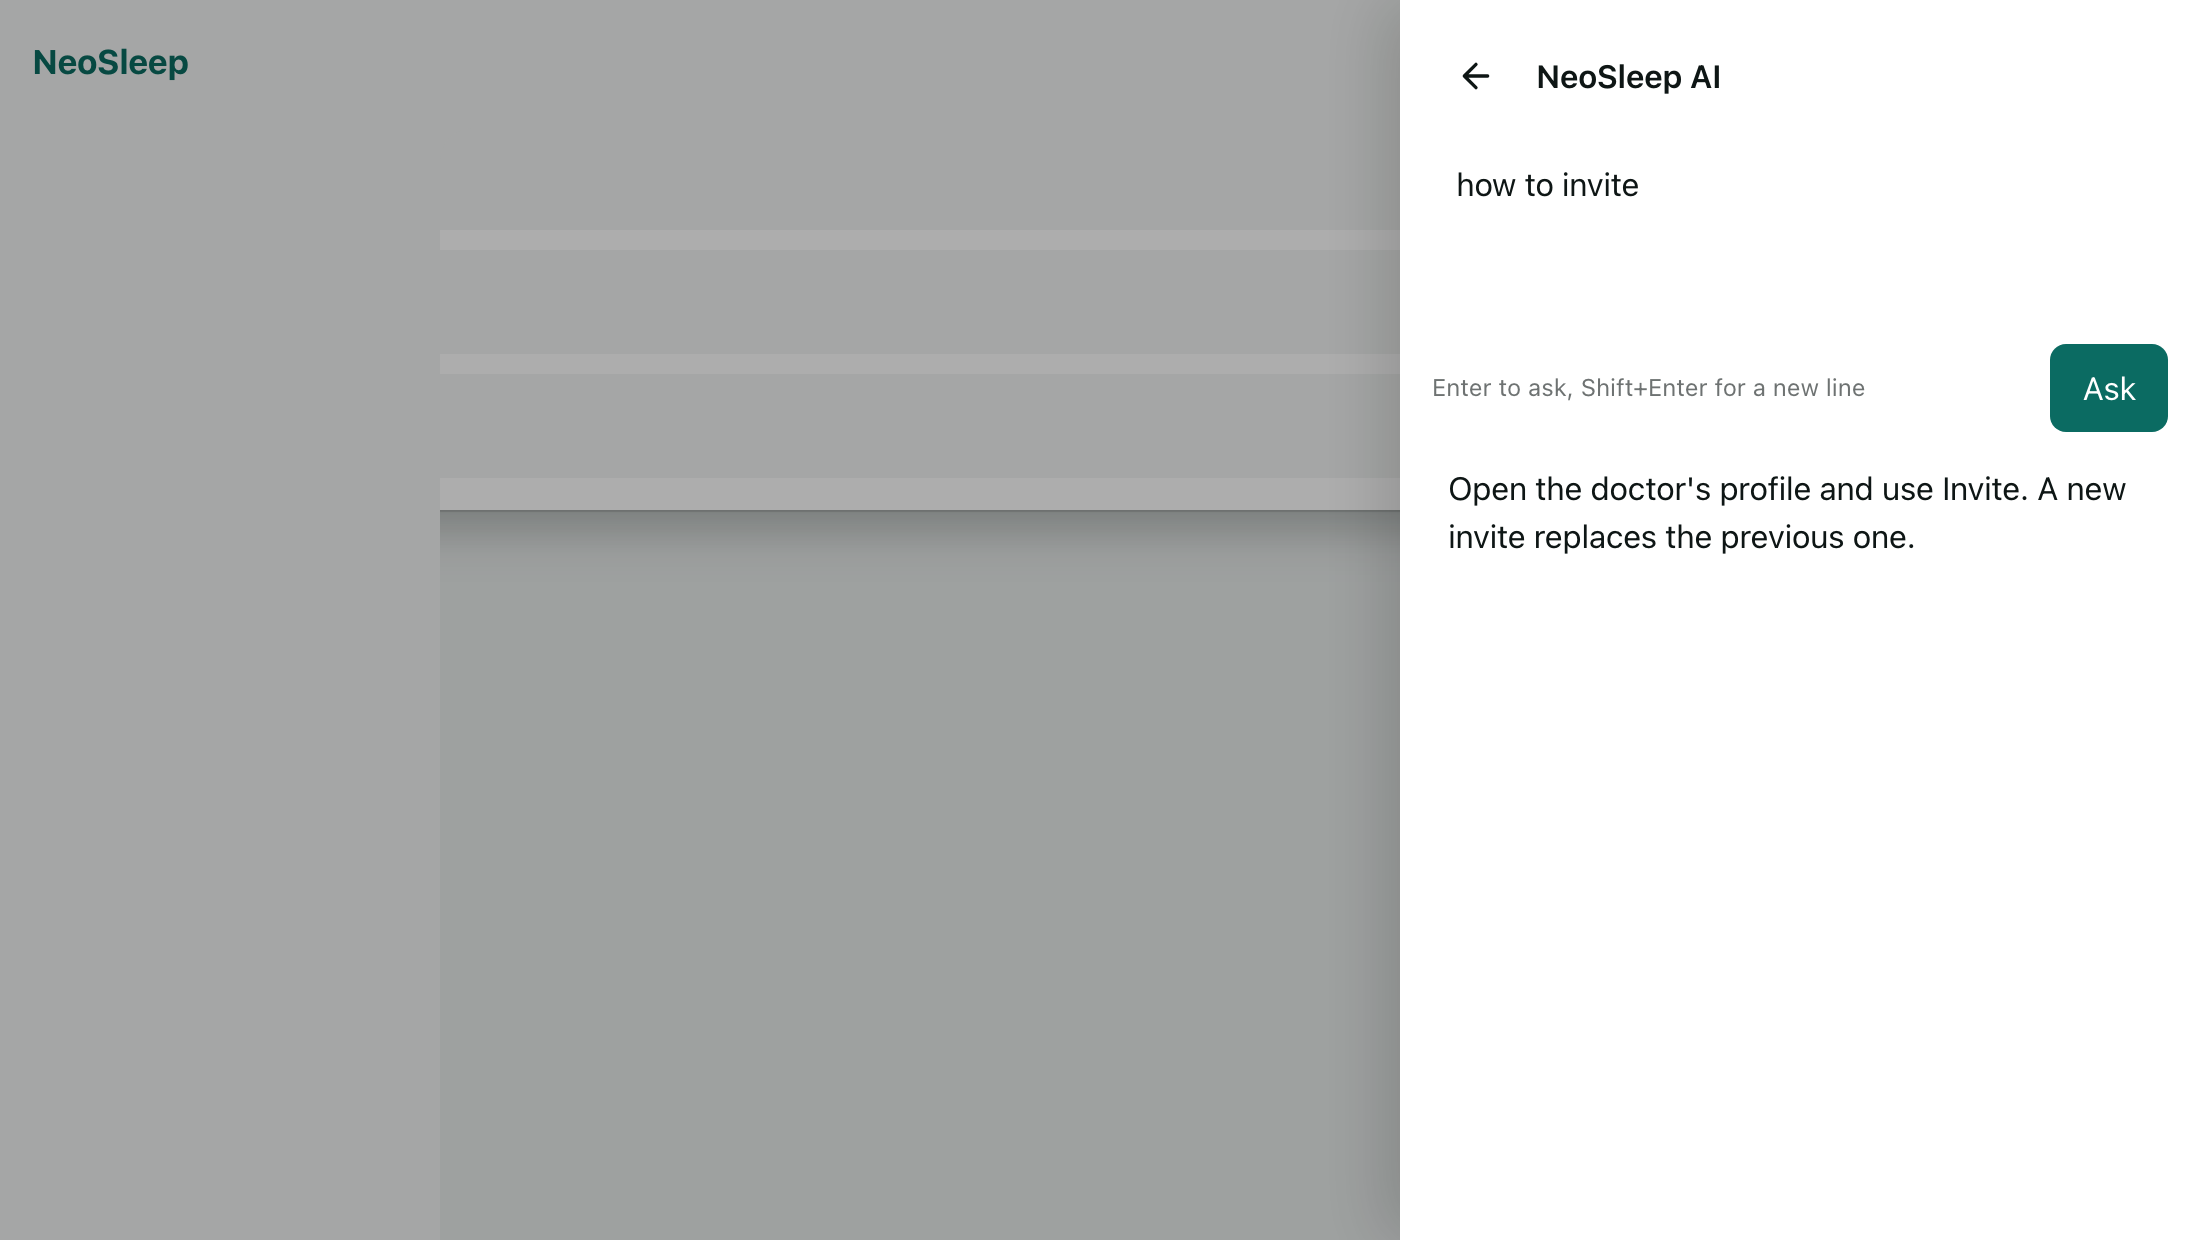 NeoSleep
NeoSleep AI
how to invite
Enter to ask, Shift+Enter for a new line
Ask
Open the doctor's profile and use Invite. A new
invite replaces the previous one.